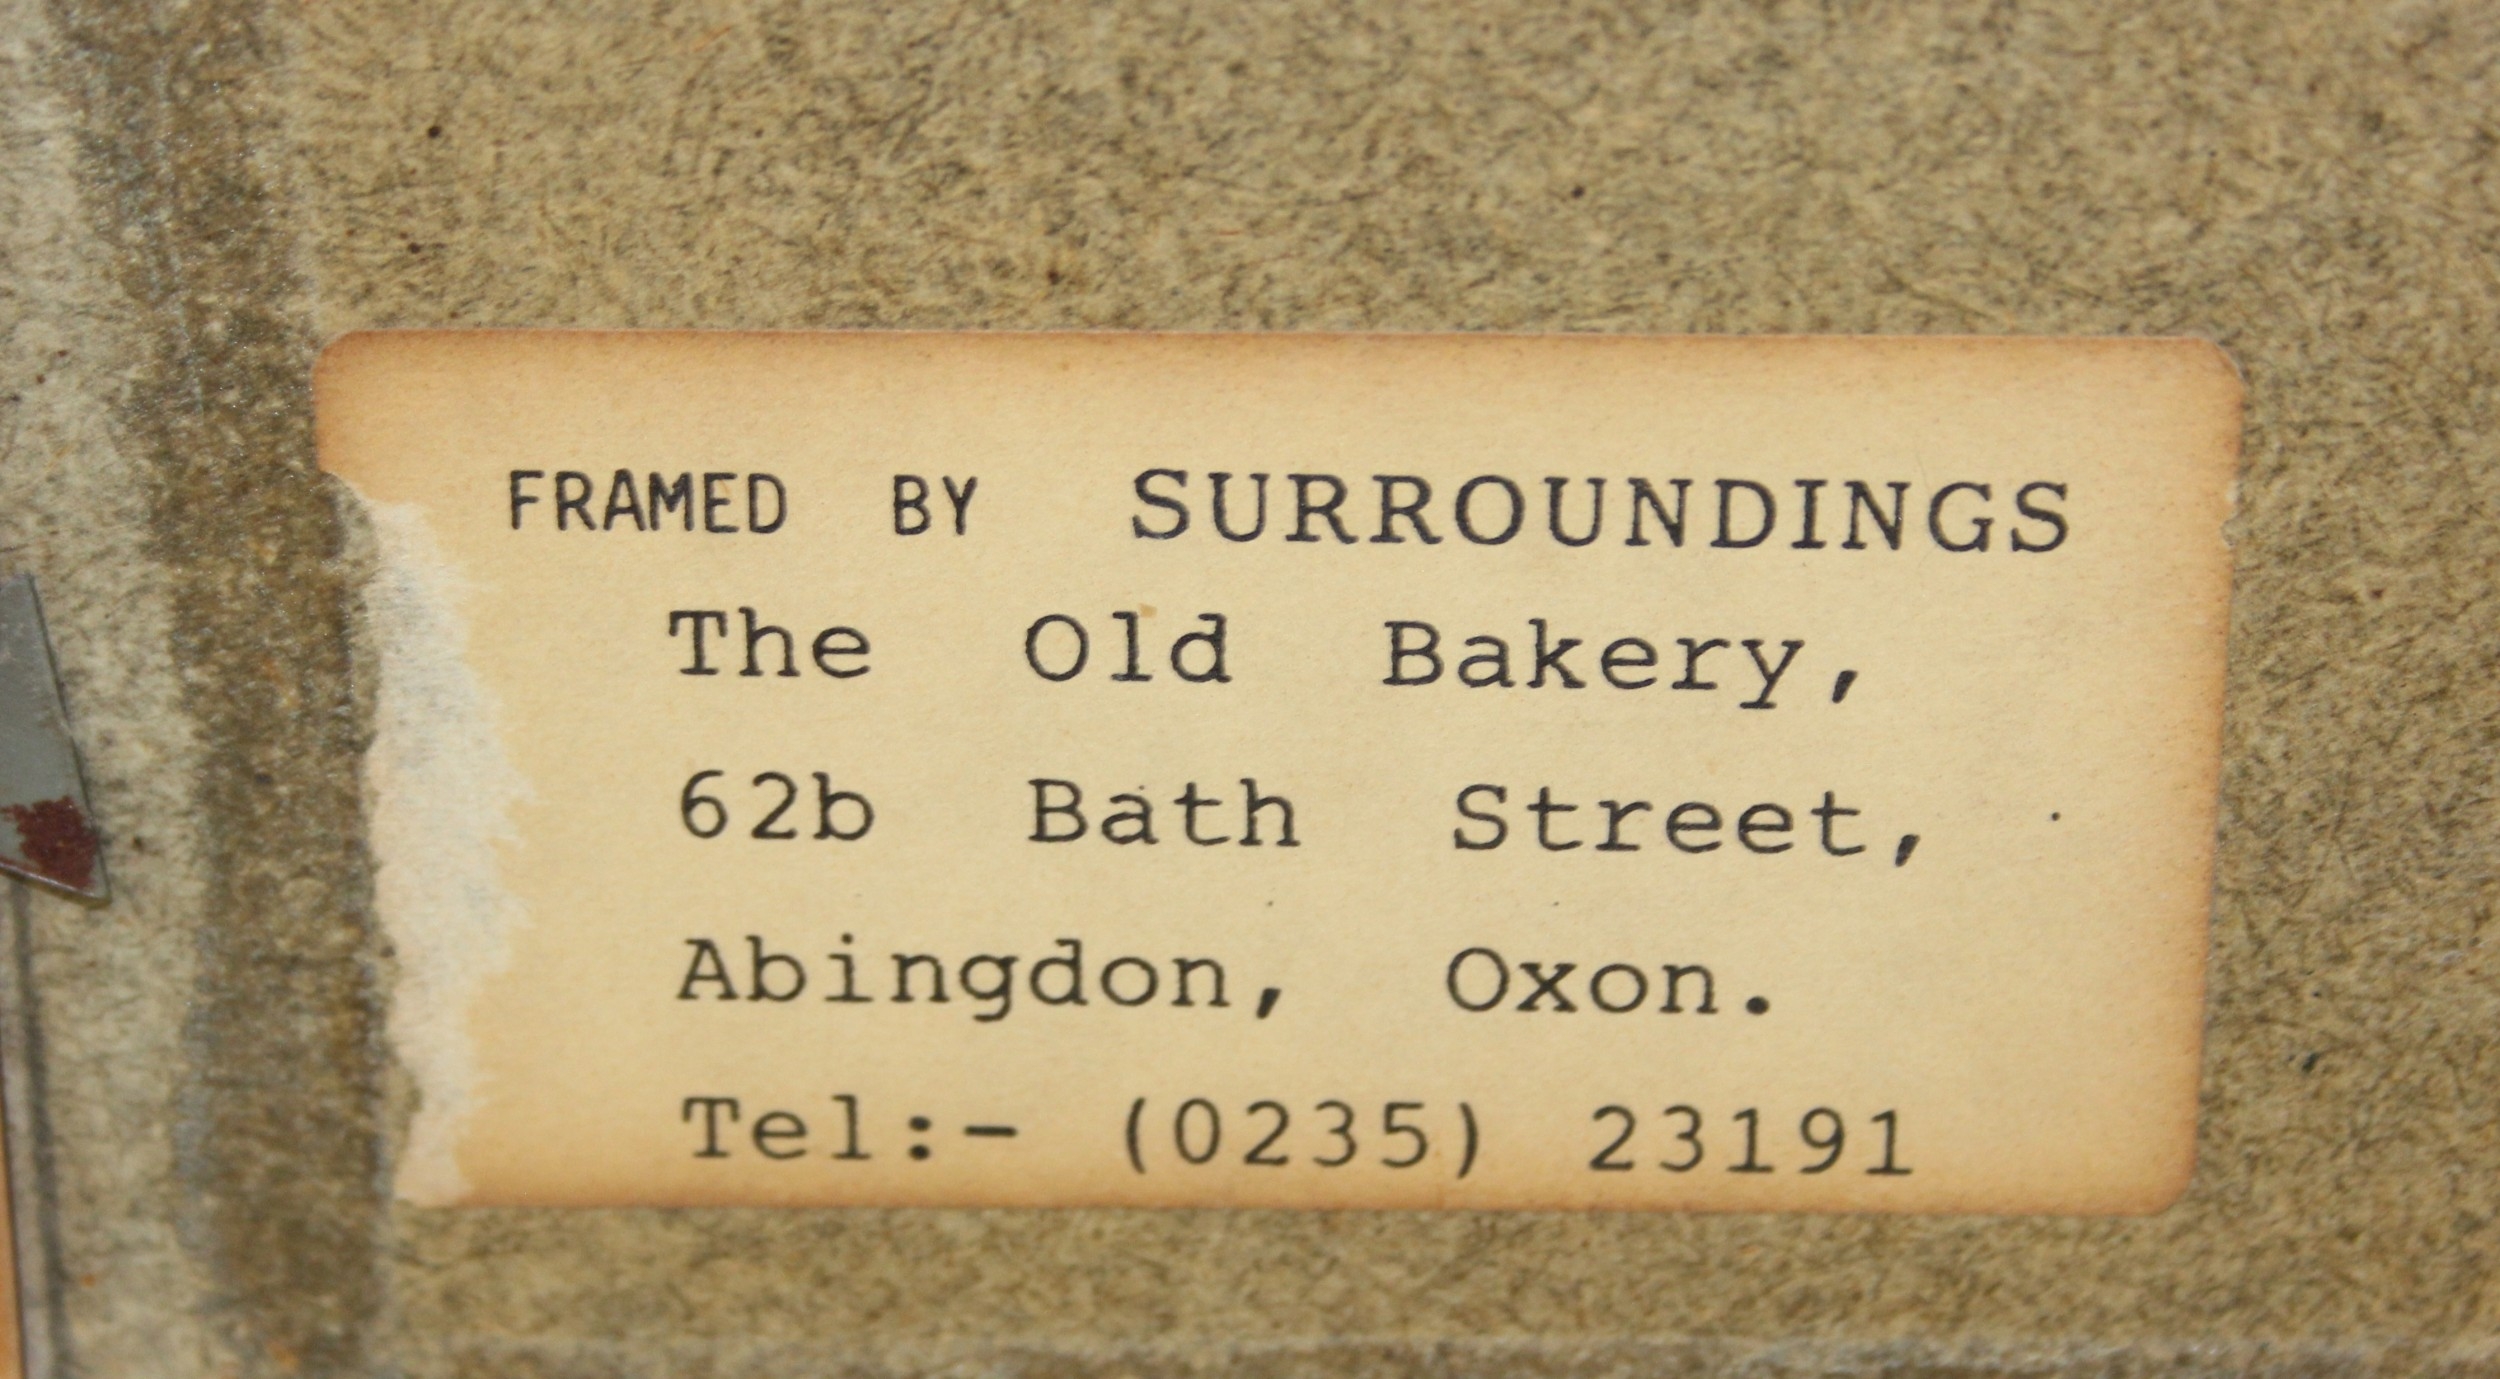 FRAMED BY SURROUNDINGS
The Old Bakery,
62b Bath Street,
Abingdon, Oxon.
Tel:- (0235) 23191